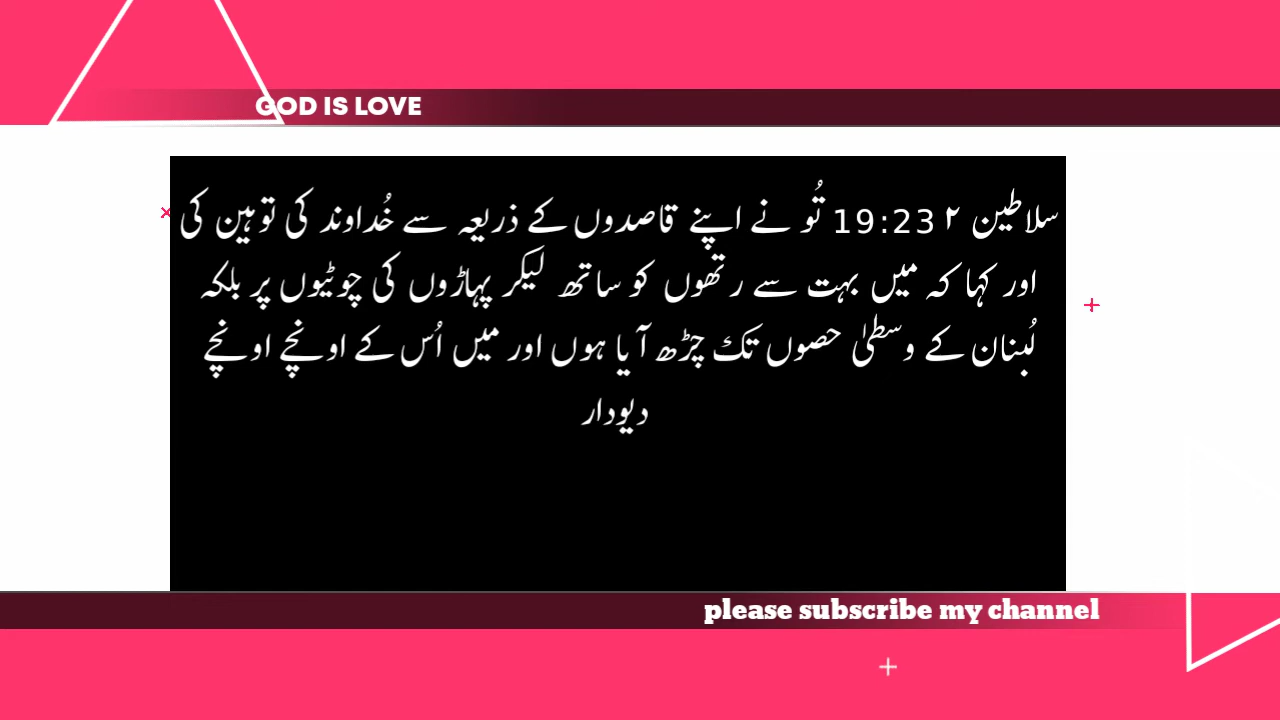 GOD IS LOVE
سلاطین ۲ 19:23 تُو نے اپنے قاصدوں کے ذریعہ سے خُداوند کی توہین کی
اور کہا کہ میں بہت سے رتھوں کو ساتھ لیکر پہاڑوں کی چوٹیوں پر بلکہ
لُبنان کے وسطیٰ حصوں تک چڑھ آیا ہوں اور میں اُس کے اونچے اونچے
دیودار
please subscribe my channel